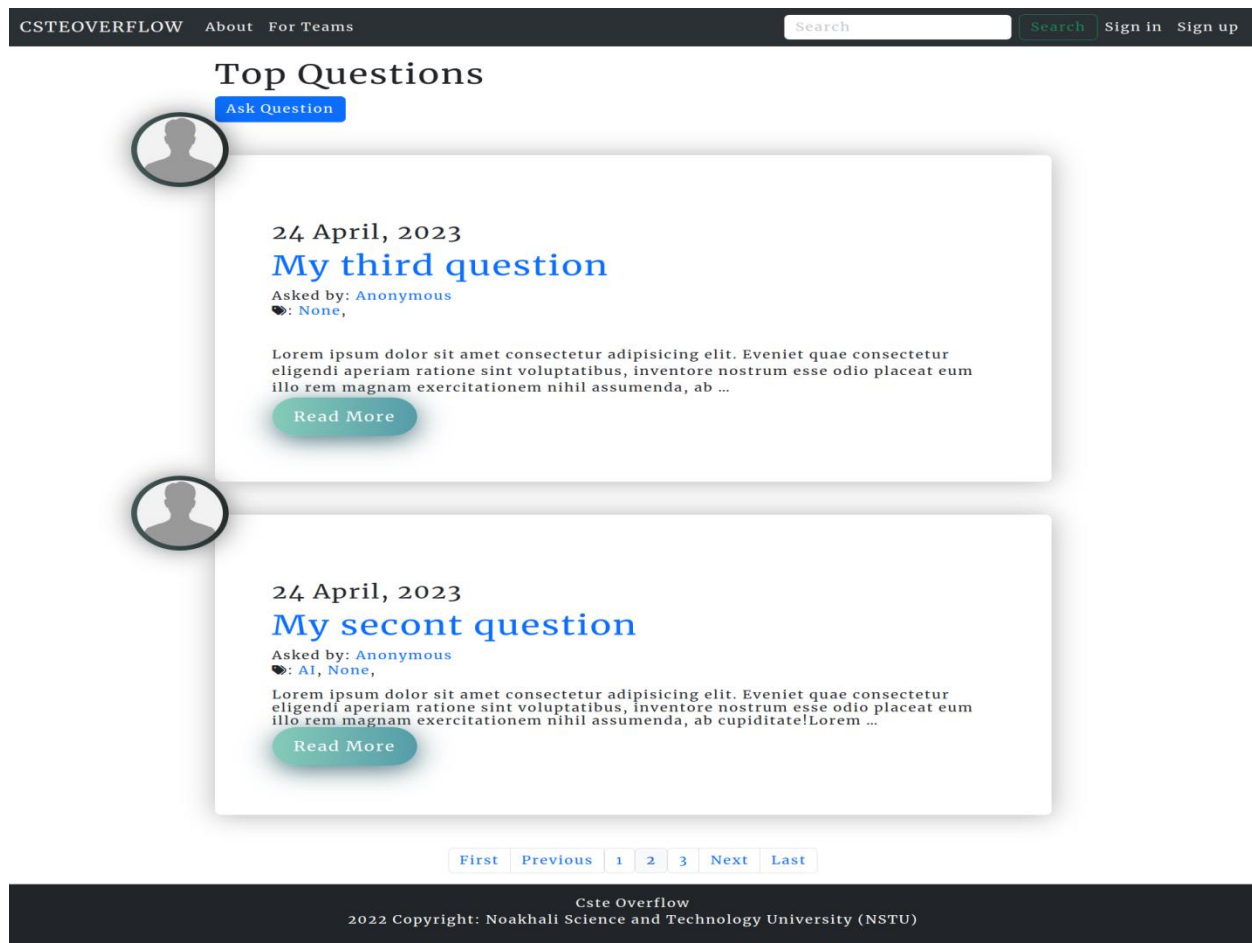 CSTEOVERFLOW About For Teams Search Search Sign in Sign up
Top Questions
Ask Question
24 April, 2023
My third question
Asked by: Anonymous
: None,
Lorem ipsum dolor sit amet consectetur adipisicing elit. Eveniet quae consectetur
eligendi aperiam ratione sint voluptatibus, inventore nostrum esse odio placeat eum
illo rem magnam exercitationem nihil assumenda, ab ...
Read More
24 April, 2023
My secont question
Asked by: Anonymous
: AI, None,
Lorem ipsum dolor sit amet consectetur adipisicing elit. Eveniet quae consectetur
eligendi aperiam ratione sint voluptatibus, inventore nostrum esse odio placeat eum
illo rem magnam exercitationem nihil assumenda, ab cupiditate!Lorem ...
Read More
First Previous 1 2 3 Next Last
Cste Overflow
2022 Copyright: Noakhali Science and Technology University (NSTU)